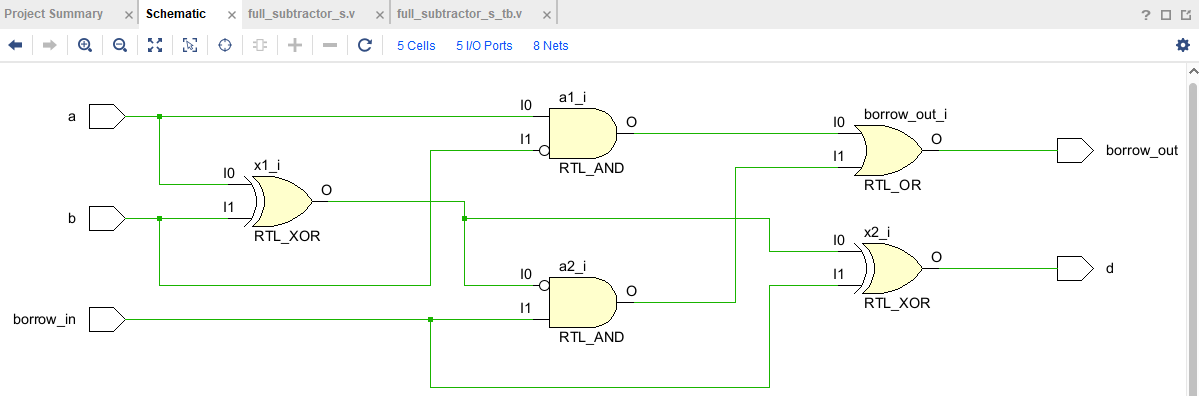 Project Summary × Schematic × full_subtractor_s.v × full_subtractor_s_tb.v × ?
5 Cells 5 I/O Ports 8 Nets
a
b
borrow_in
I0
I1
x1_i
O
RTL_XOR
I0
I1
a1_i
O
RTL_AND
I0
I1
a2_i
O
RTL_AND
I0
I1
borrow_out_i
O
RTL_OR
I0
I1
x2_i
O
RTL_XOR
borrow_out
d